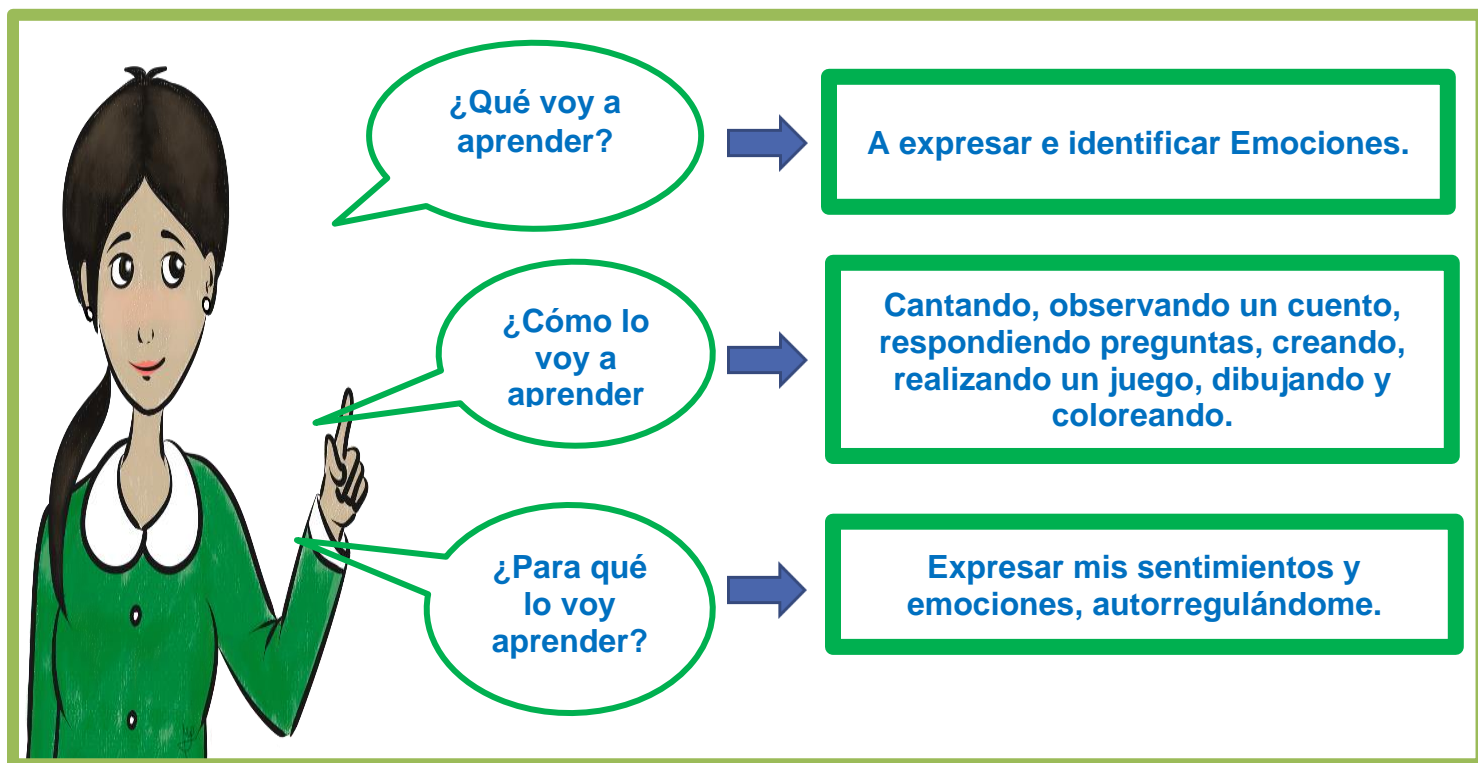 ¿Qué voy a
aprender?
A expresar e identificar Emociones.
¿Cómo lo
voy a
aprender
Cantando, observando un cuento,
respondiendo preguntas, creando,
realizando un juego, dibujando y
coloreando.
¿Para qué
lo voy
aprender?
Expresar mis sentimientos y
emociones, autorregulándome.